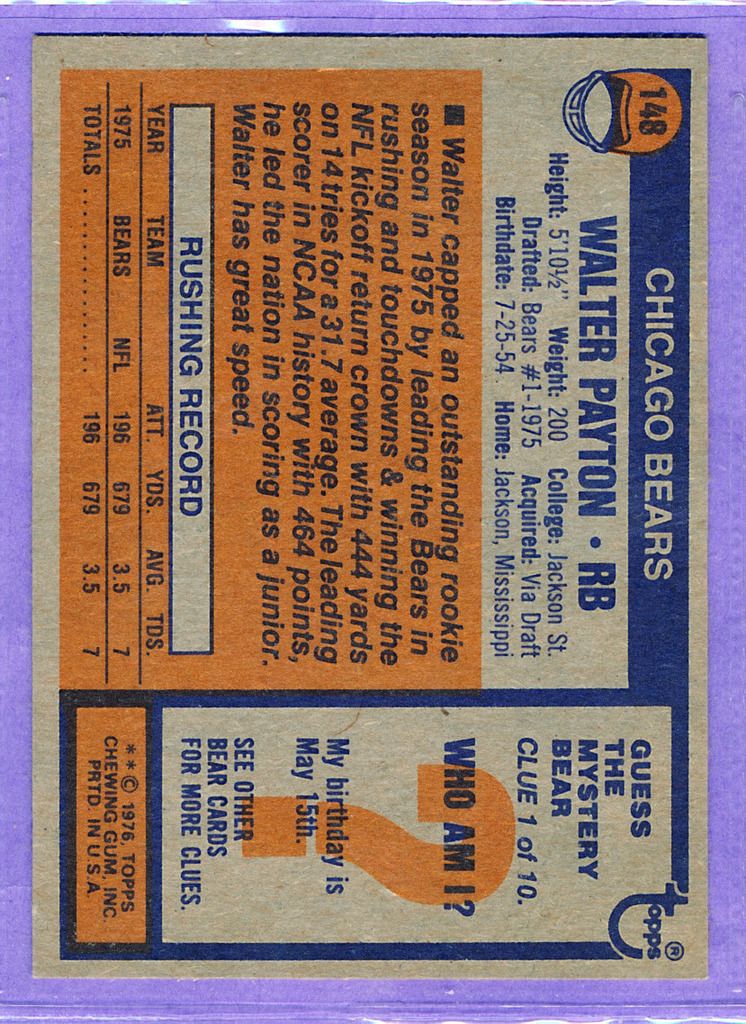 148
CHICAGO BEARS
WALTER PAYTON • RB
Height: 5'10½" Weight: 200 College: Jackson St.
Drafted: Bears #1-1975 Acquired: Via Draft
Birthdate: 7-25-54 Home: Jackson, Mississippi
■ Walter capped an outstanding rookie
season in 1975 by leading the Bears in
rushing and touchdowns & winning the
NFL kickoff return crown with 444 yards
on 14 tries for a 31.7 average. The leading
scorer in NCAA history with 464 points,
he led the nation in scoring as a junior.
Walter has great speed.
RUSHING RECORD
YEAR TEAM ATT. YDS. AVG. TDS.
1975 BEARS NFL 196 679 3.5 7
TOTALS .................... 196 679 3.5 7
topps®
GUESS
THE
MYSTERY
BEAR
CLUE 1 of 10.
WHO AM I?
?
My birthday is
May 15th.
SEE OTHER
BEAR CARDS
FOR MORE CLUES.
** © 1976, TOPPS
CHEWING GUM, INC.
PRTD. IN U.S.A.